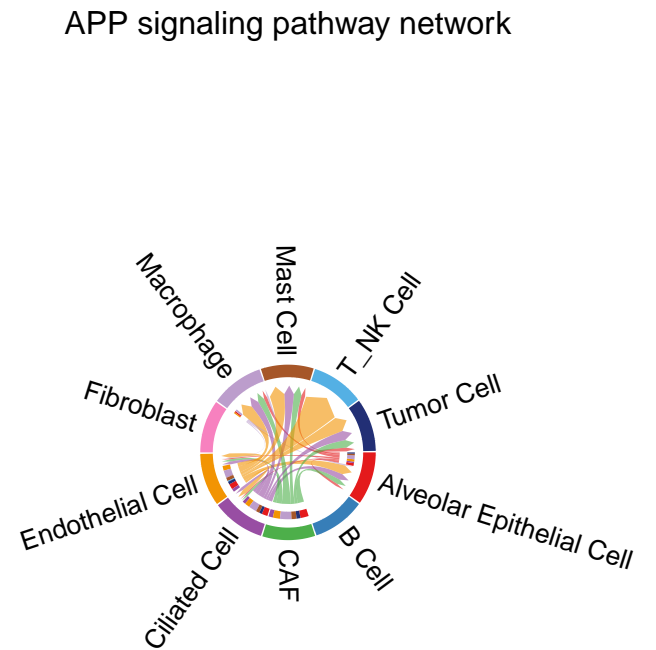 APP signaling pathway network
Mast Cell
T_NK Cell
Tumor Cell
Alveolar Epithelial Cell
B Cell
CAF
Ciliated Cell
Endothelial Cell
Fibroblast
Macrophage